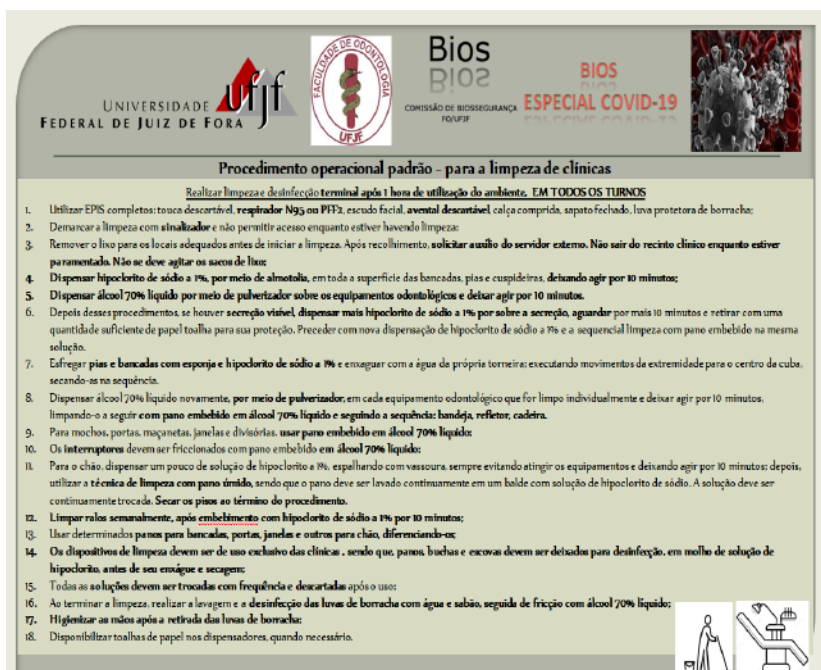 UNIVERSIDADE
FEDERAL DE JUIZ DE FORA
ufjf
FACULDADE DE ODONTOLOGIA
UFJF
Bios
COMISSÃO DE BIOSSEGURANÇA
FO/UFJF
BIOS
ESPECIAL COVID-19
Procedimento operacional padrão - para a limpeza de clínicas
Realizar limpeza e desinfecção terminal após 1 hora de utilização do ambiente. EM TODOS OS TURNOS
1. Utilizar EPIS completos: touca descartável, respirador N95 ou PFF2, escudo facial, avental descartável, calça comprida, sapato fechado, luva protetora de borracha;
2. Demarcar a limpeza com sinalizador e não permitir acesso enquanto estiver havendo limpeza;
3. Remover o lixo para os locais adequados antes de iniciar a limpeza. Após recolhimento, solicitar auxílio do servidor externo. Não sair do recinto clínico enquanto estiver
paramentado. Não se deve agitar os sacos de lixo;
4. Dispensar hipoclorito de sódio a 1%, por meio de almotolia, em toda a superfície das bancadas, pias e cuspideiras, deixando agir por 10 minutos;
5. Dispensar álcool 70% líquido por meio de pulverizador sobre os equipamentos odontológicos e deixar agir por 10 minutos.
6. Depois desses procedimentos, se houver secreção visível, dispensar mais hipoclorito de sódio a 1% por sobre a secreção, aguardar por mais 10 minutos e retirar com uma
quantidade suficiente de papel toalha para sua proteção. Preceder com nova dispensação de hipoclorito de sódio a 1% e a sequencial limpeza com pano embebido na mesma
solução.
7. Esfregar pias e bancadas com esponja e hipoclorito de sódio a 1% e enxaguar com a água da própria torneira; executando movimentos da extremidade para o centro da cuba,
secando-as na sequência.
8. Dispensar álcool 70% líquido novamente, por meio de pulverizador, em cada equipamento odontológico que for limpo individualmente e deixar agir por 10 minutos,
limpando-o a seguir com pano embebido em álcool 70% líquido e seguindo a sequência: bandeja, refletor, cadeira.
9. Para mochos, portas, maçanetas, janelas e divisórias, usar pano embebido em álcool 70% líquido;
10. Os interruptores devem ser friccionados com pano embebido em álcool 70% líquido;
11. Para o chão, dispensar um pouco de solução de hipoclorito a 1%, espalhando com vassoura, sempre evitando atingir os equipamentos e deixando agir por 10 minutos; depois,
utilizar a técnica de limpeza com pano úmido, sendo que o pano deve ser lavado continuamente em um balde com solução de hipoclorito de sódio. A solução deve ser
continuamente trocada. Secar os pisos ao término do procedimento.
12. Limpar ralos semanalmente, após embebimento com hipoclorito de sódio a 1% por 10 minutos;
13. Usar determinados panos para bancadas, portas, janelas e outros para chão, diferenciando-os;
14. Os dispositivos de limpeza devem ser de uso exclusivo das clínicas . sendo que, panos, buchas e escovas devem ser deixados para desinfecção, em molho de solução de
hipoclorito, antes de seu enxágue e secagem;
15. Todas as soluções devem ser trocadas com frequência e descartadas após o uso;
16. Ao terminar a limpeza, realizar a lavagem e a desinfecção das luvas de borracha com água e sabão, seguida de fricção com álcool 70% líquido;
17. Higienizar as mãos após a retirada das luvas de borracha;
18. Disponibilizar toalhas de papel nos dispensadores, quando necessário.